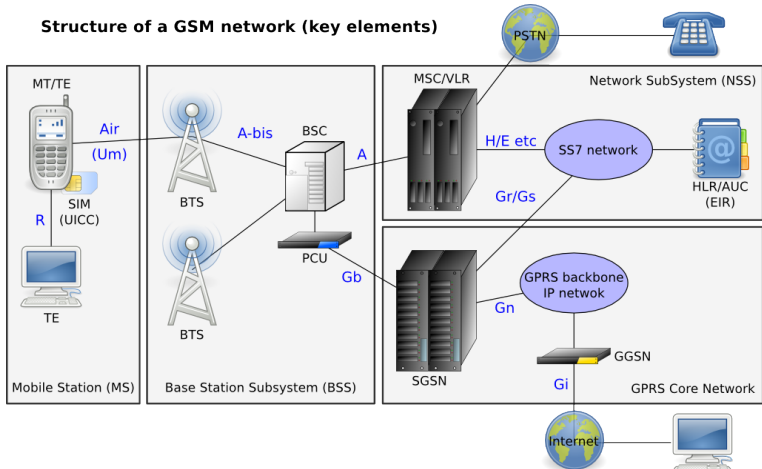 Structure of a GSM network (key elements)
PSTN
MT/TE
Air
(Um)
SIM
(UICC)
R
TE
Mobile Station (MS)
BTS
A-bis
BSC
PCU
BTS
Base Station Subsystem (BSS)
A
Gb
MSC/VLR
Network SubSystem (NSS)
H/E etc
SS7 network
HLR/AUC
(EIR)
Gr/Gs
SGSN
Gn
GPRS backbone
IP netwok
GGSN
Gi
GPRS Core Network
Internet